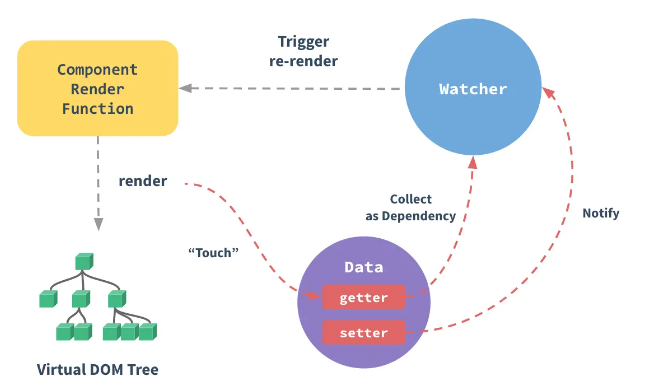 Trigger
re-render
Component
Render
Function
Watcher
render
Collect
as Dependency
Notify
“Touch”
Data
getter
setter
Virtual DOM Tree